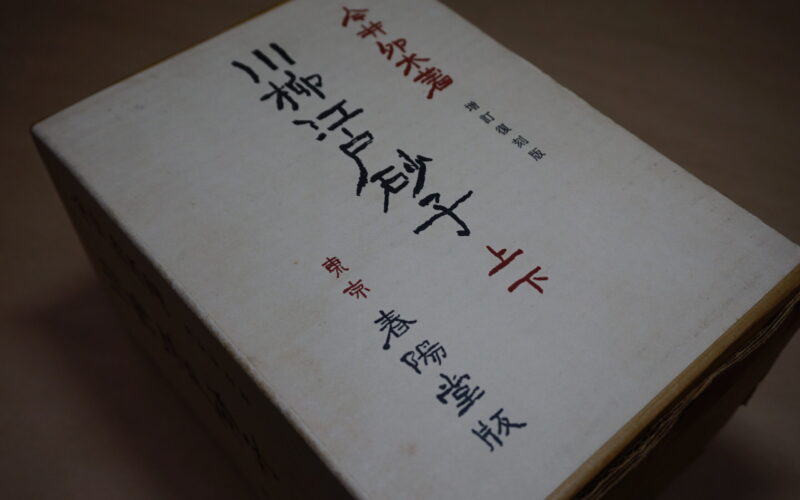 今井卯木著
増訂復刻版
川柳江戸砂子
上下
東京
春陽堂版